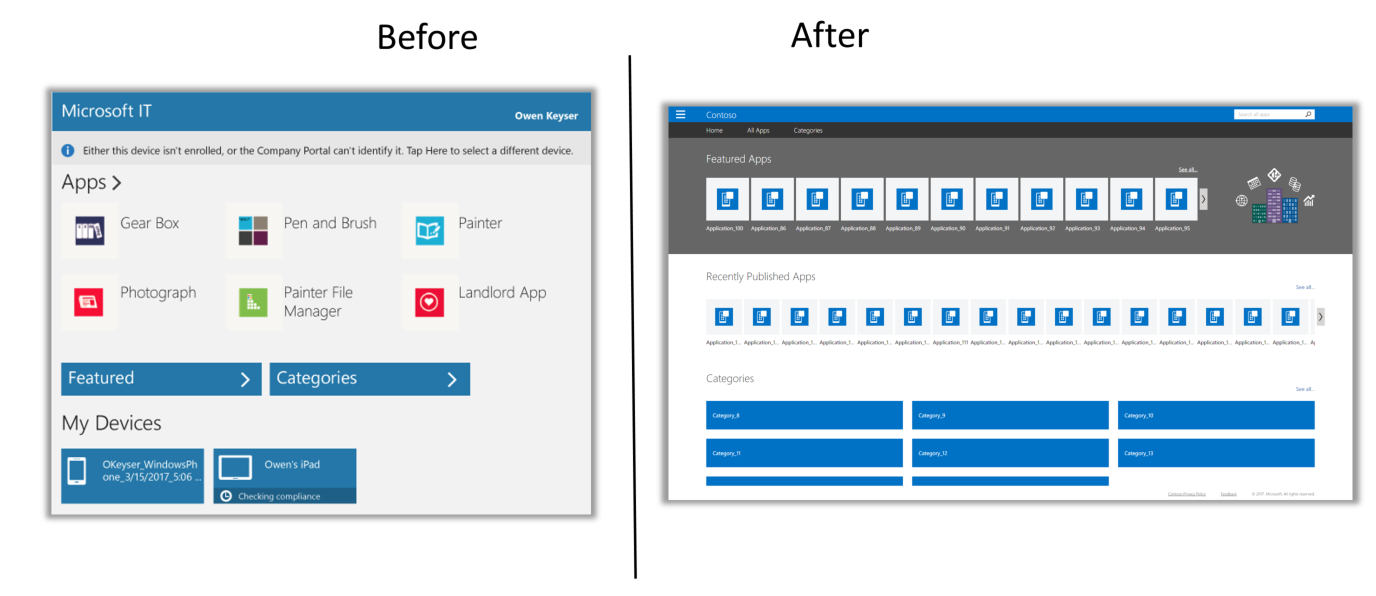 Before
After
Microsoft IT
Owen Keyser
Either this device isn't enrolled, or the Company Portal can't identify it. Tap Here to select a different device.
Apps
Gear Box
Pen and Brush
Painter
Photograph
Painter File
Manager
Landlord App
Featured
Categories
My Devices
OKeyser_WindowsPh
one_3/15/2017_5:06 ...
Owen's iPad
Checking compliance
Contoso
Search all apps
Home All Apps Categories
Featured Apps
See all...
Application_100 Application_86 Application_87 Application_88 Application_89 Application_90 Application_91 Application_92 Application_93 Application_94 Application_95
Recently Published Apps
See all...
Application_1... Application_1... Application_1... Application_1... Application_1... Application_1... Application_111 Application_1... Application_1... Application_1... Application_1... Application_1... Application_1... Application_1... Application_1... Application_1... Ap
Categories
See all...
Category_8 Category_9 Category_10
Category_11 Category_12 Category_13
Contoso Privacy Policy Feedback © 2017 Microsoft. All rights reserved.